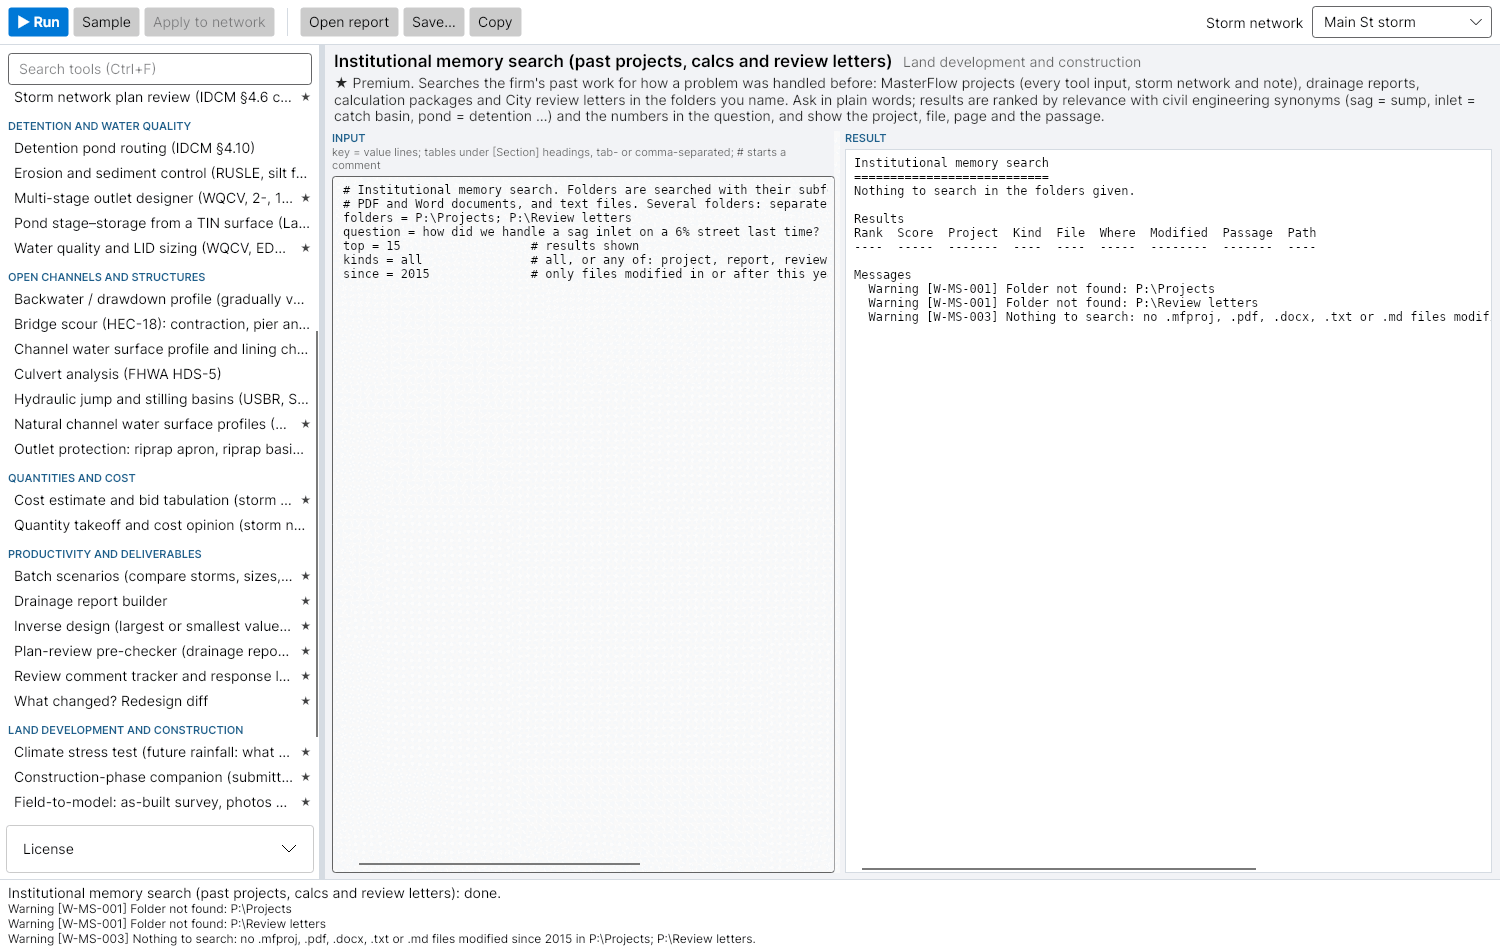 Run Sample Apply to network Open report Save... Copy Storm network Main St storm
Search tools (Ctrl+F)
Storm network plan review (IDCM §4.6 c... ★
DETENTION AND WATER QUALITY
Detention pond routing (IDCM §4.10)
Erosion and sediment control (RUSLE, silt f...
Multi-stage outlet designer (WQCV, 2-, 1... ★
Pond stage–storage from a TIN surface (La...
Water quality and LID sizing (WQCV, ED... ★
OPEN CHANNELS AND STRUCTURES
Backwater / drawdown profile (gradually v...
Bridge scour (HEC-18): contraction, pier an...
Channel water surface profile and lining ch...
Culvert analysis (FHWA HDS-5)
Hydraulic jump and stilling basins (USBR, S...
Natural channel water surface profiles (... ★
Outlet protection: riprap apron, riprap basi...
QUANTITIES AND COST
Cost estimate and bid tabulation (storm ... ★
Quantity takeoff and cost opinion (storm n...
PRODUCTIVITY AND DELIVERABLES
Batch scenarios (compare storms, sizes,... ★
Drainage report builder ★
Inverse design (largest or smallest value... ★
Plan-review pre-checker (drainage repo... ★
Review comment tracker and response l... ★
What changed? Redesign diff ★
LAND DEVELOPMENT AND CONSTRUCTION
Climate stress test (future rainfall: what ... ★
Construction-phase companion (submitt... ★
Field-to-model: as-built survey, photos ... ★
License
Institutional memory search (past projects, calcs and review letters) Land development and construction
★ Premium. Searches the firm's past work for how a problem was handled before: MasterFlow projects (every tool input, storm network and note), drainage reports,
calculation packages and City review letters in the folders you name. Ask in plain words; results are ranked by relevance with civil engineering synonyms (sag = sump, inlet =
catch basin, pond = detention ...) and the numbers in the question, and show the project, file, page and the passage.
INPUT
key = value lines; tables under [Section] headings, tab- or comma-separated; # starts a
comment
# Institutional memory search. Folders are searched with their subf
# PDF and Word documents, and text files. Several folders: separate
folders = P:\Projects; P:\Review letters
question = how did we handle a sag inlet on a 6% street last time?
top = 15 # results shown
kinds = all # all, or any of: project, report, review
since = 2015 # only files modified in or after this ye
RESULT
Institutional memory search
===========================
Nothing to search in the folders given.
Results
Rank Score Project Kind File Where Modified Passage Path
---- ----- ------- ---- ---- ----- -------- ------- ----
Messages
Warning [W-MS-001] Folder not found: P:\Projects
Warning [W-MS-001] Folder not found: P:\Review letters
Warning [W-MS-003] Nothing to search: no .mfproj, .pdf, .docx, .txt or .md files modif
Institutional memory search (past projects, calcs and review letters): done.
Warning [W-MS-001] Folder not found: P:\Projects
Warning [W-MS-001] Folder not found: P:\Review letters
Warning [W-MS-003] Nothing to search: no .mfproj, .pdf, .docx, .txt or .md files modified since 2015 in P:\Projects; P:\Review letters.